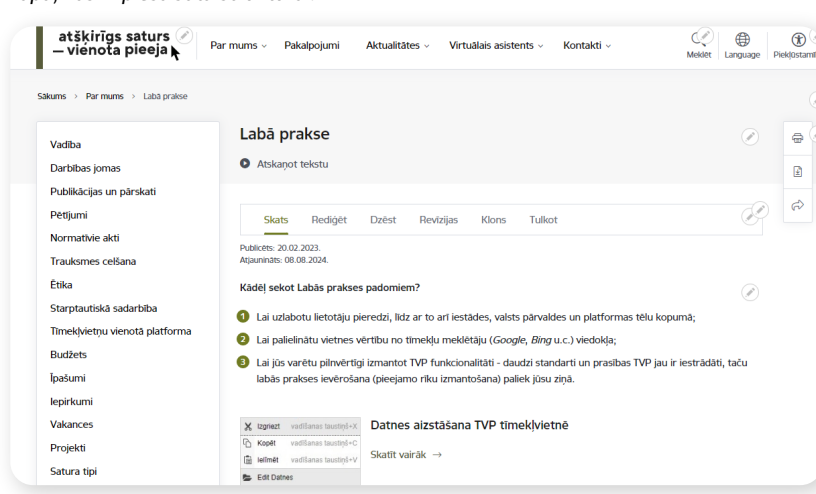 atšķirīgs saturs
— vienota pieeja
Par mums
Pakalpojumi
Aktualitātes
Virtuālais asistents
Kontakti
Meklēt
Language
Sākums > Par mums > Labā prakse
Vadība
Darbības jomas
Publikācijas un pārskati
Pētījumi
Normatīvie akti
Trauksmes celšana
Ētika
Starptautiskā sadarbība
Tīmekļvietņu vienotā platforma
Budžets
Īpašumi
Iepirkumi
Vakances
Projekti
Satura tipi
Labā prakse
Atskaņot tekstu
Skats
Rediģēt
Dzēst
Revīzijas
Klons
Tulkot
Publicēts: 20.02.2023.
Atjaunināts: 08.08.2024.
Kādēļ sekot Labās prakses padomiem?
1 Lai uzlabotu lietotāju pieredzi, līdz ar to arī iestādes, valsts pārvaldes un platformas tēlu kopumā;
2 Lai palielinātu vietnes vērtību no tīmekļu meklētāju (Google, Bing u.c.) viedokļa;
3 Lai jūs varētu pilnvērtīgi izmantot TVP funkcionalitāti - daudzi standarti un prasības TVP jau ir iestrādāti, taču
labās prakses ievērošana (pieejamo rīku izmantošana) paliek jūsu ziņā.
Izgriezt vadīšanas taustiņš+X
Kopēt vadīšanas taustiņš+C
Ielīmēt vadīšanas taustiņš+V
Edit Datnes
Datnes aizstāšana TVP tīmekļvietnē
Skatīt vairāk →